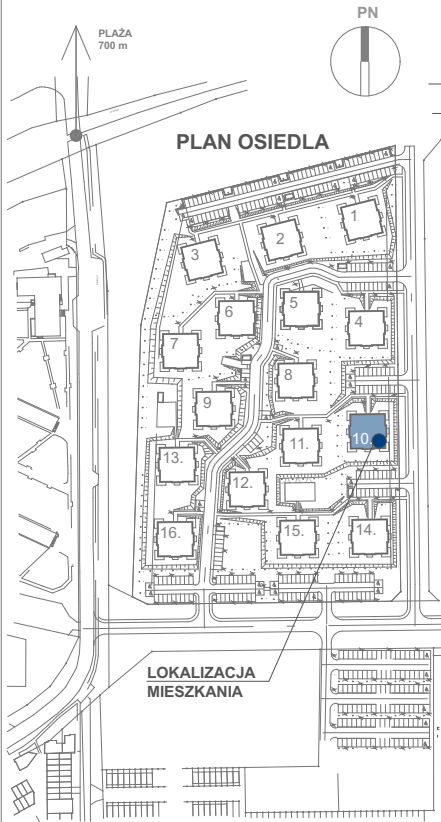 PN
PLAŻA
700 m
PLAN OSIEDLA
1
2
3
5
4
6
7
8
9
10.
11.
13.
12.
16.
15.
14.
LOKALIZACJA
MIESZKANIA